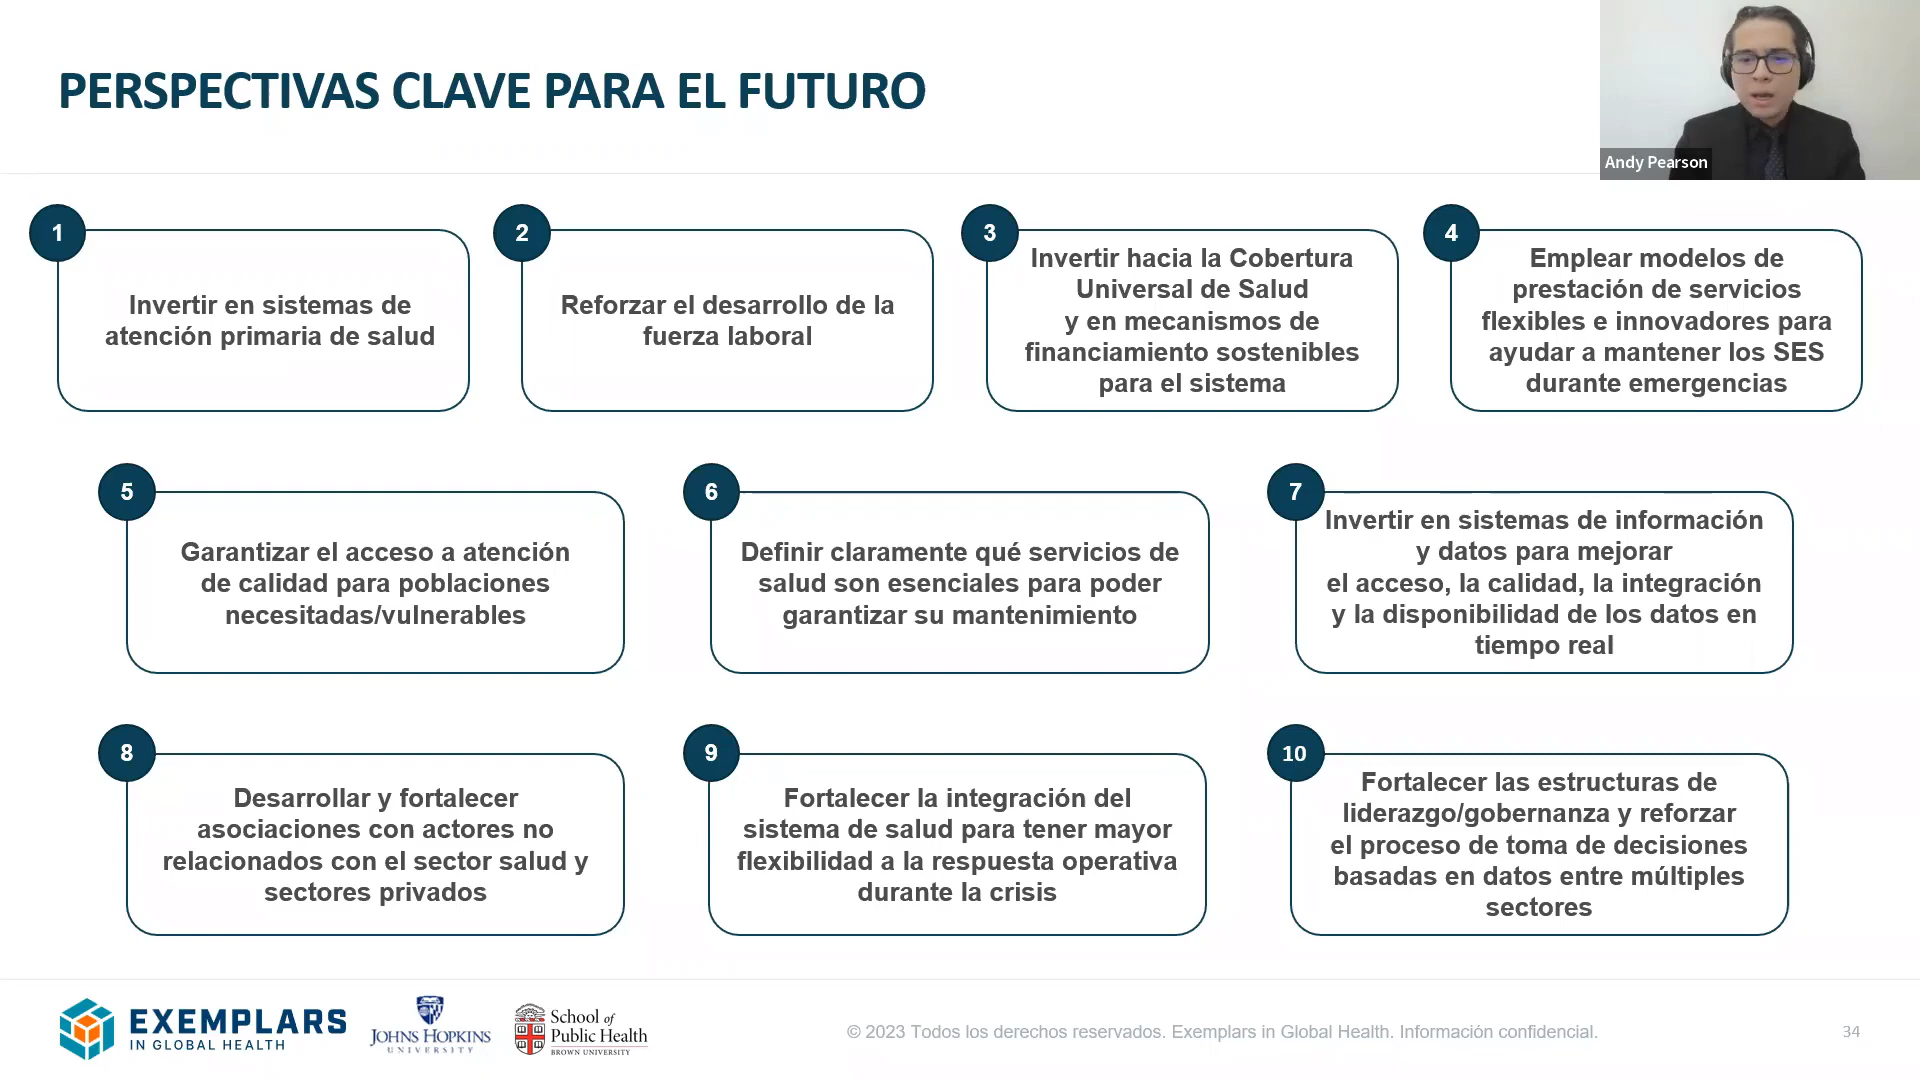 PERSPECTIVAS CLAVE PARA EL FUTURO
Andy Pearson
1
Invertir en sistemas de
atención primaria de salud
2
Reforzar el desarrollo de la
fuerza laboral
3
Invertir hacia la Cobertura
Universal de Salud
y en mecanismos de
financiamiento sostenibles
para el sistema
4
Emplear modelos de
prestación de servicios
flexibles e innovadores para
ayudar a mantener los SES
durante emergencias
5
Garantizar el acceso a atención
de calidad para poblaciones
necesitadas/vulnerables
6
Definir claramente qué servicios de
salud son esenciales para poder
garantizar su mantenimiento
7
Invertir en sistemas de información
y datos para mejorar
el acceso, la calidad, la integración
y la disponibilidad de los datos en
tiempo real
8
Desarrollar y fortalecer
asociaciones con actores no
relacionados con el sector salud y
sectores privados
9
Fortalecer la integración del
sistema de salud para tener mayor
flexibilidad a la respuesta operativa
durante la crisis
10
Fortalecer las estructuras de
liderazgo/gobernanza y reforzar
el proceso de toma de decisiones
basadas en datos entre múltiples
sectores
EXEMPLARS
IN GLOBAL HEALTH
JOHNS HOPKINS
UNIVERSITY
School of
Public Health
BROWN UNIVERSITY
© 2023 Todos los derechos reservados. Exemplars in Global Health. Información confidencial.
34